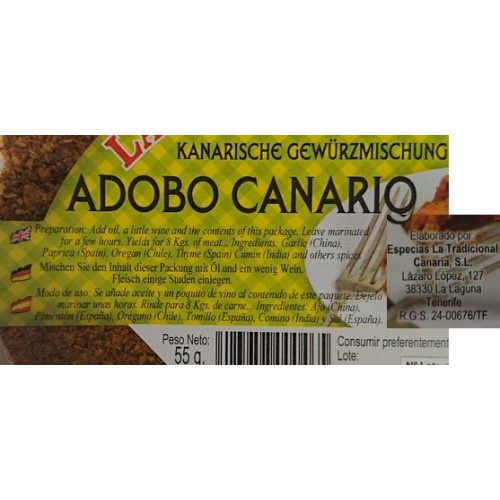 LA
KANARISCHE GEWÜRZMISCHUNG
ADOBO CANARIO
Preparation: Add oil, a little wine and the contents of this package. Leave marinated
for a few hours. Yields for 8 Kgs. of meat... Ingredients: Garlic (China),
Paprica (Spain), Oregan (Chile), Thyme (Spain) Cumin (India) and others spices
Mischen Sie den Inhalt dieser Packung mit Öl und ein wenig Wein.
Fleisch einige Studen einlegen.
Modo de uso: Se añade aceite y un poquito de vino al contenido de este paquete. Déjelo
marinar unas horas. Rinde para 8 Kgs. de carne... Ingredientes: Ajo (China),
Pimentón (España), Orégano (Chile), Tomillo (España), Comino (India) y Sal (España).
Elaborado por
Especias La Tradicional
Canaria, S.L.
Lázaro López, 127
38330 La Laguna
Tenerife
R.G.S. 24-00676/TF
Peso Neto:
55 g.
Consumir preferentement
Lote: